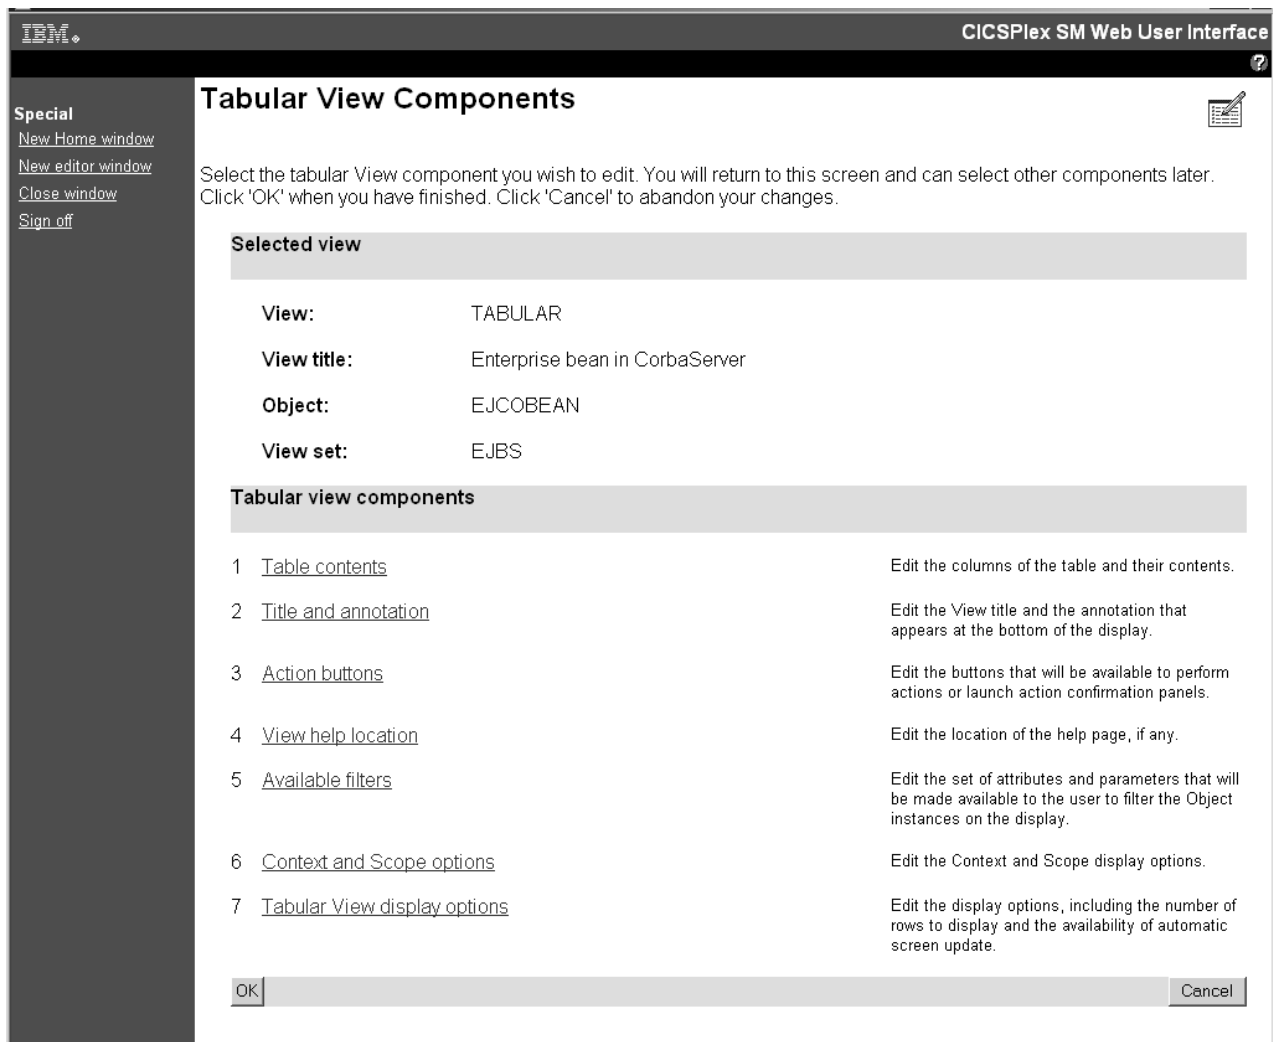 IBM
CICSPlex SM Web User Interface
?
Special
New Home window
New editor window
Close window
Sign off
Tabular View Components
Select the tabular View component you wish to edit. You will return to this screen and can select other components later.
Click 'OK' when you have finished. Click 'Cancel' to abandon your changes.
Selected view
View: TABULAR
View title: Enterprise bean in CorbaServer
Object: EJCOBEAN
View set: EJBS
Tabular view components
1 Table contents Edit the columns of the table and their contents.
2 Title and annotation Edit the View title and the annotation that
appears at the bottom of the display.
3 Action buttons Edit the buttons that will be available to perform
actions or launch action confirmation panels.
4 View help location Edit the location of the help page, if any.
5 Available filters Edit the set of attributes and parameters that will
be made available to the user to filter the Object
instances on the display.
6 Context and Scope options Edit the Context and Scope display options.
7 Tabular View display options Edit the display options, including the number of
rows to display and the availability of automatic
screen update.
OK Cancel